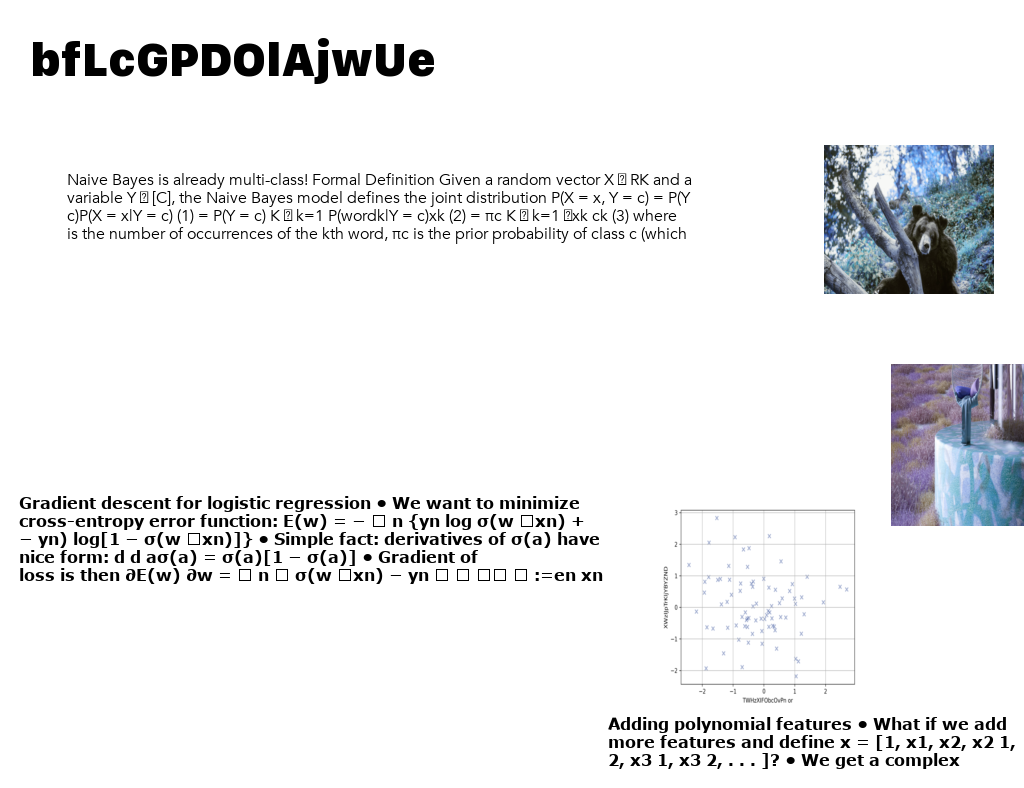 bfLcGPDOlAjwUe
Naive Bayes is already multi-class! Formal Definition Given a random vector X � RK and a
variable Y � [C], the Naive Bayes model defines the joint distribution P(X = x, Y = c) = P(Y
c)P(X = x|Y = c) (1) = P(Y = c) K � k=1 P(wordk|Y = c)xk (2) = πc K � k=1 �xk ck (3) where
is the number of occurrences of the kth word, πc is the prior probability of class c (which
Gradient descent for logistic regression ● We want to minimize
cross-entropy error function: E(w) = − □ n {yn log σ(w □xn) +
− yn) log[1 − σ(w □xn)]} ● Simple fact: derivatives of σ(a) have
nice form: d d aσ(a) = σ(a)[1 − σ(a)] ● Gradient of
loss is then ∂E(w) ∂w = □ n □ σ(w □xn) − yn □ □ □□ □ :=en xn
3
2
1
0
−1
−2
−2 −1 0 1 2
Adding polynomial features ● What if we add
more features and define x = [1, x1, x2, x2 1,
2, x3 1, x3 2, . . . ]? ● We get a complex